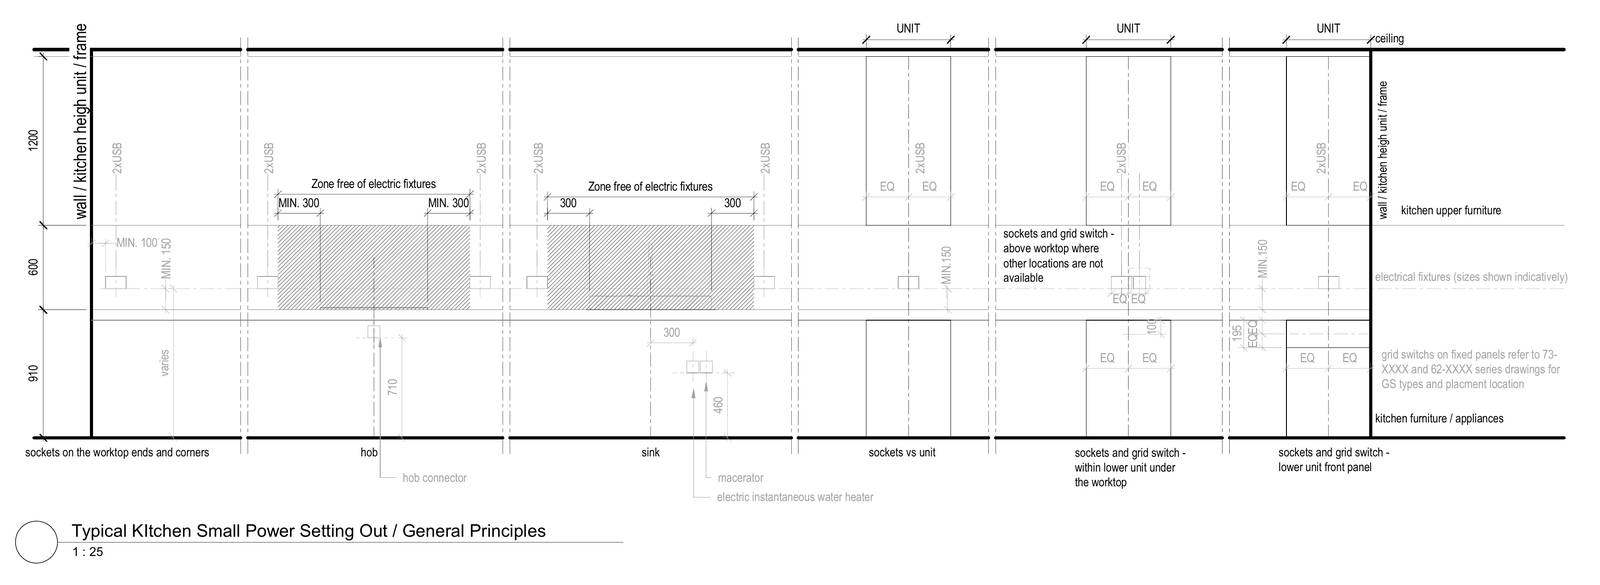 UNIT
UNIT
UNIT
ceiling
wall / kitchen heigh unit / frame
1200
600
910
2xUSB
2xUSB
2xUSB
2xUSB
2xUSB
2xUSB
2xUSB
2xUSB
Zone free of electric fixtures
MIN. 300
MIN. 300
Zone free of electric fixtures
300
300
EQ
EQ
EQ
EQ
EQ
EQ
wall / kitchen heigh unit / frame
kitchen upper furniture
MIN. 100
MIN. 150
MIN.150
sockets and grid switch -
above worktop where
other locations are not
available
EQ
EQ
MIN.150
electrical fixtures (sizes shown indicatively)
varies
710
300
460
100
EQ
EQ
195
EQ
EQ
EQ
EQ
grid switchs on fixed panels refer to 73-
XXXX and 62-XXXX series drawings for
GS types and placment location
kitchen furniture / appliances
sockets on the worktop ends and corners
hob
sink
sockets vs unit
sockets and grid switch -
within lower unit under
the worktop
sockets and grid switch -
lower unit front panel
hob connector
macerator
electric instantaneous water heater
Typical KItchen Small Power Setting Out / General Principles
1 : 25